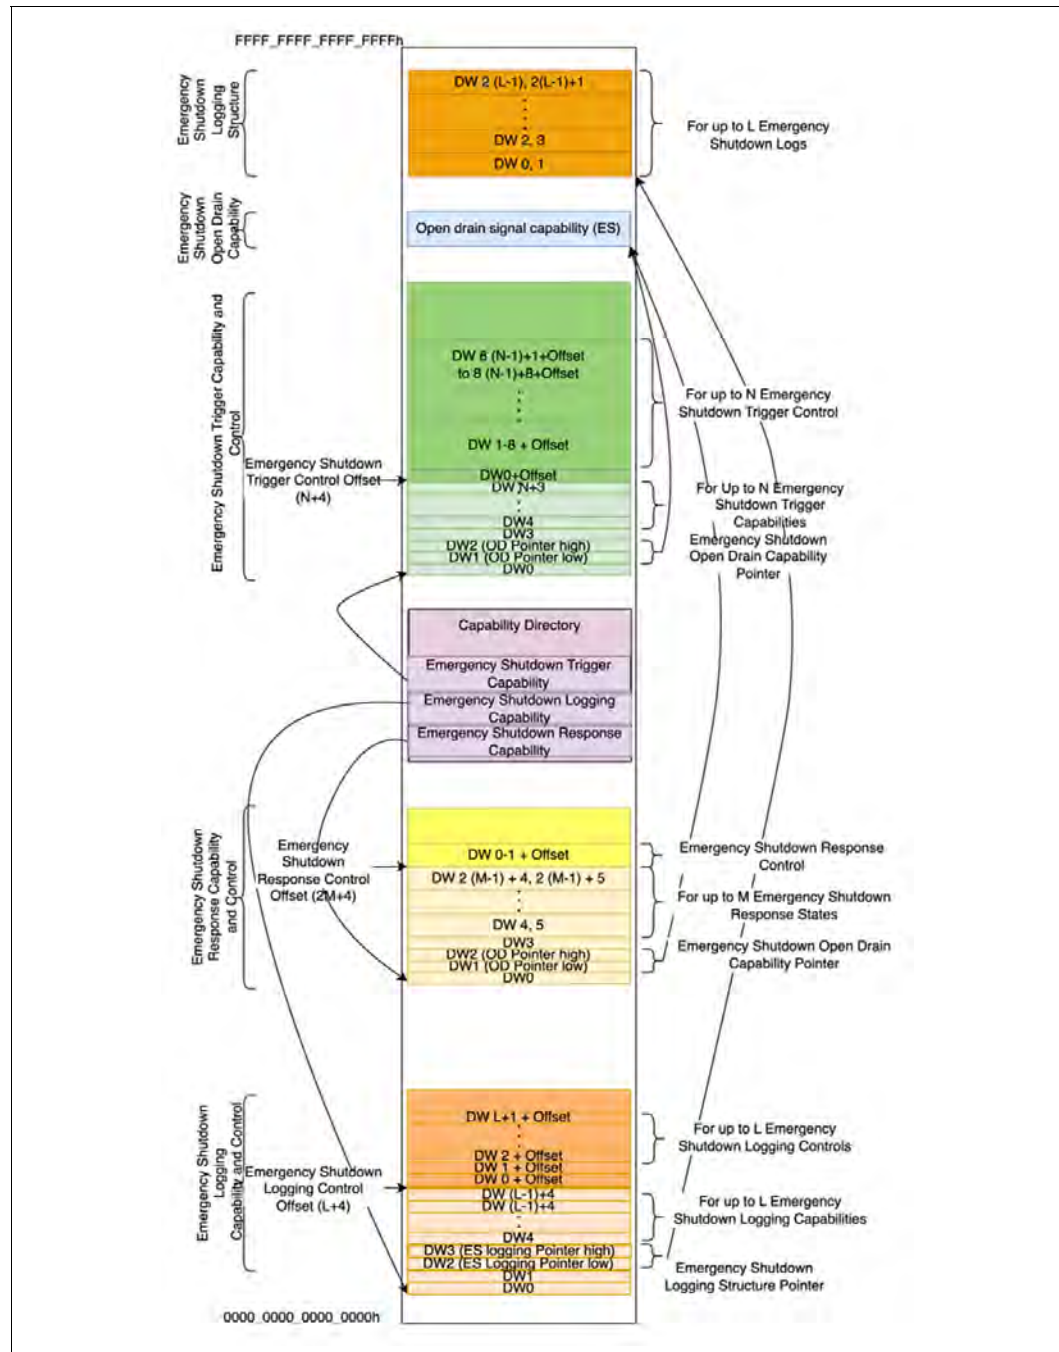 FFFF_FFFF_FFFF_FFFFh
Emergency
Shutdown
Logging
Structure
DW 2 (L-1), 2(L-1)+1
DW 2, 3
DW 0, 1
For up to L Emergency
Shutdown Logs
Emergency
Shutdown
Open Drain
Capability
Open drain signal capability (ES)
Emergency Shutdown Trigger Capability and
Control
DW 8 (N-1)+1+Offset
to 8 (N-1)+8+Offset
DW 1-8 + Offset
For up to N Emergency
Shutdown Trigger Control
Emergency Shutdown
Trigger Control Offset
(N+4)
DW0+Offset
DW N+3
DW4
DW3
DW2 (OD Pointer high)
DW1 (OD Pointer low)
DW0
For Up to N Emergency
Shutdown Trigger
Capabilities
Emergency Shutdown
Open Drain Capability
Pointer
Capability Directory
Emergency Shutdown Trigger
Capability
Emergency Shutdown Logging
Capability
Emergency Shutdown Response
Capability
Emergency Shutdown
Response Capability
and Control
Emergency
Shutdown
Response Control
Offset (2M+4)
DW 0-1 + Offset
DW 2 (M-1) + 4, 2 (M-1) + 5
DW 4, 5
DW3
DW2 (OD Pointer high)
DW1 (OD Pointer low)
DW0
Emergency Shutdown Response
Control
For up to M Emergency Shutdown
Response States
Emergency Shutdown Open Drain
Capability Pointer
Emergency Shutdown
Logging
Capability and Control
Emergency Shutdown
Logging Control
Offset (L+4)
DW L+1 + Offset
DW 2 + Offset
DW 1 + Offset
DW 0 + Offset
DW (L-1)+4
DW (L-1)+4
DW4
DW3 (ES logging Pointer high)
DW2 (ES Logging Pointer low)
DW1
DW0
For up to L Emergency
Shutdown Logging Controls
For up to L Emergency
Shutdown Logging Capabilities
Emergency Shutdown
Logging Structure Pointer
0000_0000_0000_0000h